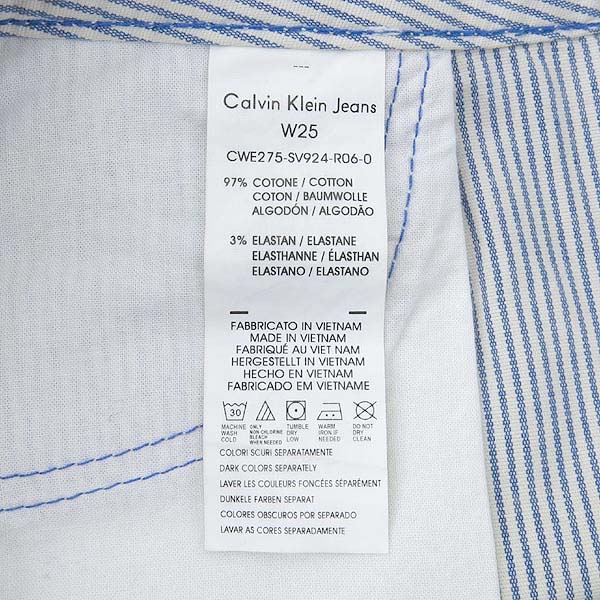 ---
Calvin Klein Jeans
W25
CWE275-SV924-R06-0
97% COTONE / COTTON
COTON / BAUMWOLLE
ALGODÓN / ALGODÃO
3% ELASTAN / ELASTANE
ELASTHANNE / ÉLASTHAN
ELASTANO / ELASTANO
FABBRICATO IN VIETNAM
MADE IN VIETNAM
FABRIQUÉ AU VIET NAM
HERGESTELLT IN VIETNAM
HECHO EN VIETNAM
FABRICADO EM VIETNAME
30
MACHINE WASH COLD
ONLY NON CHLORINE BLEACH WHEN NEEDED
TUMBLE DRY LOW
WARM IRON IF NEEDED
DO NOT DRY CLEAN
COLORI SCURI SEPARATAMENTE
DARK COLORS SEPARATELY
LAVER LES COULEURS FONCÉES SÉPARÉMENT
DUNKELE FARBEN SEPARAT
COLORES OBSCUROS POR SEPARADO
LAVAR AS CORES SEPARADAMENTE